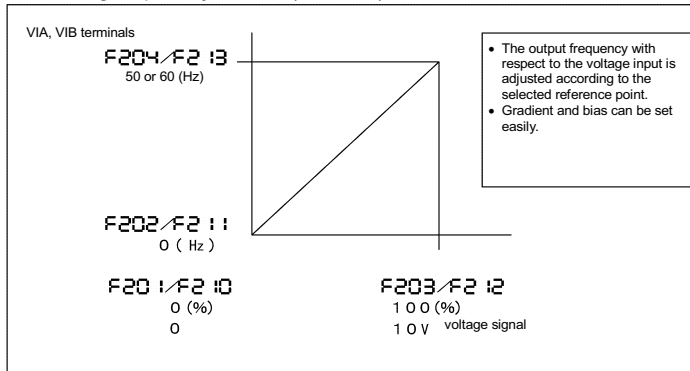 VIA, VIB terminals
F204/F213
50 or 60 (Hz)
F202/F211
0 ( Hz )
F201/F210
0 (%)
0
F203/F212
100 (%)
10V voltage signal
• The output frequency with
respect to the voltage input is
adjusted according to the
selected reference point.
• Gradient and bias can be set
easily.